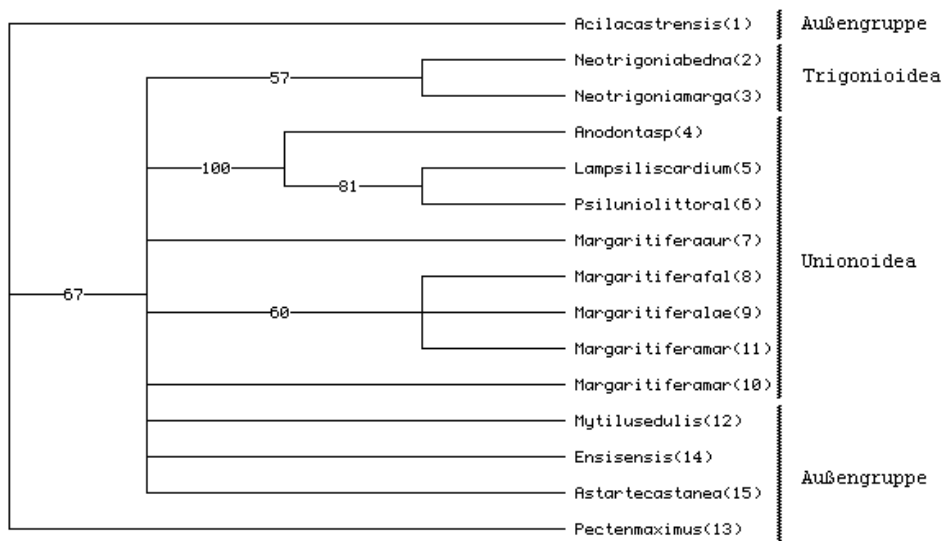 Acilacastrensis(1) Außengruppe
Neotrigoniabedna(2)
57 Trigonioidea
Neotrigoniamarga(3)
Anodontasp(4)
100 Lampsiliscardium(5)
81
Psiluniolittoral(6)
Margaritiferaaur(7)
Unionoidea
Margaritiferafal(8)
67
60 Margaritiferalae(9)
Margaritiferamar(11)
Margaritiferamar(10)
Mytilusedulis(12)
Ensisensis(14)
Außengruppe
Astartecastanea(15)
Pectenmaximus(13)